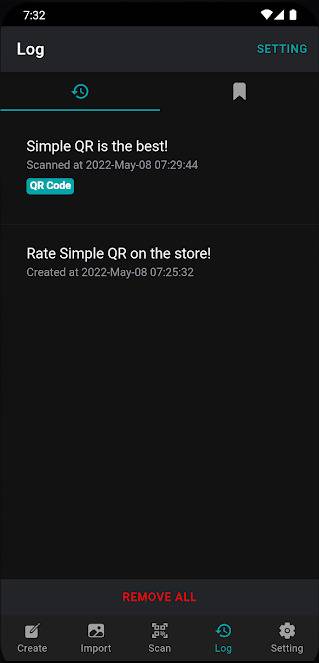 7:32
Log
SETTING
Simple QR is the best!
Scanned at 2022-May-08 07:29:44
QR Code
Rate Simple QR on the store!
Created at 2022-May-08 07:25:32
REMOVE ALL
Create Import Scan Log Setting